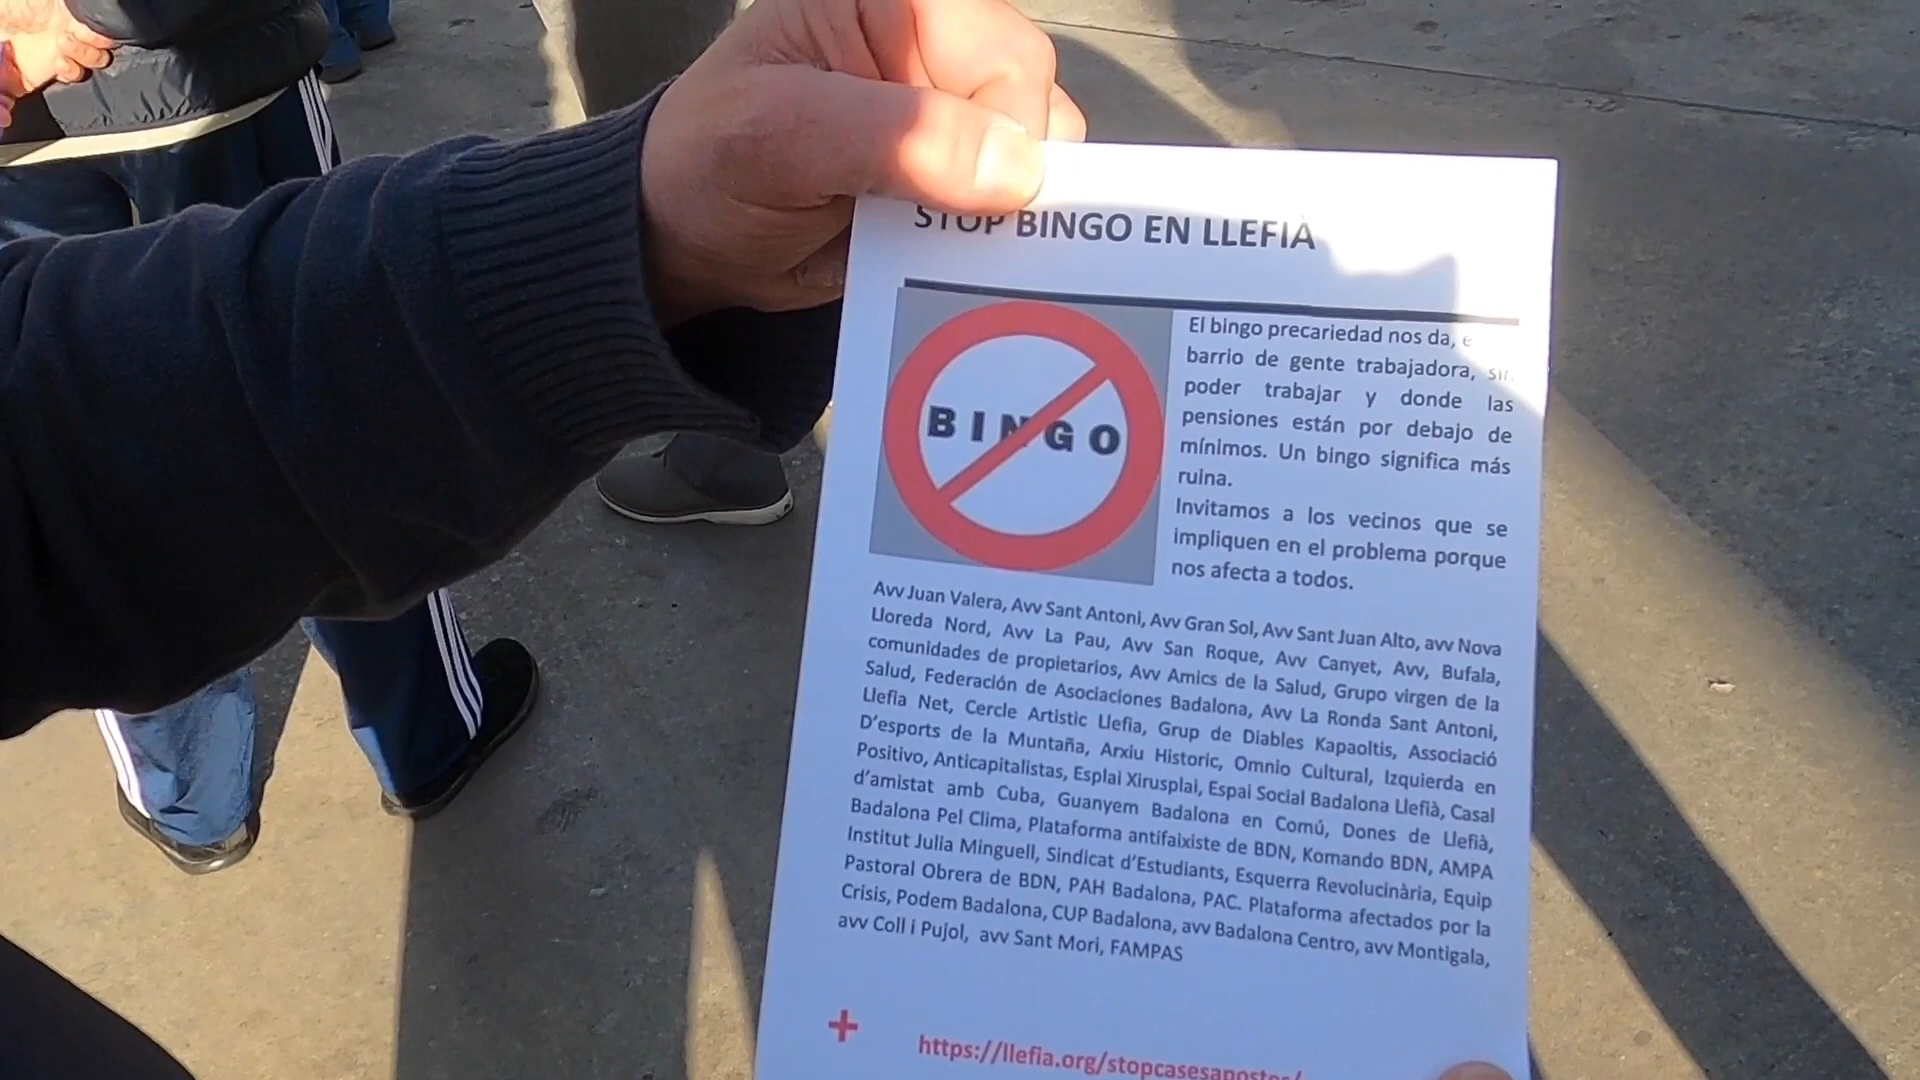 STOP BINGO EN LLEFIÀ
BINGO
El bingo precariedad nos da,
barrio de gente trabajadora, sin
poder trabajar y donde las
pensiones están por debajo de
mínimos. Un bingo significa más
ruina.
Invitamos a los vecinos que se
impliquen en el problema porque
nos afecta a todos.
Avv Juan Valera, Avv Sant Antoni, Avv Gran Sol, Avv Sant Juan Alto, avv Nova
Lloreda Nord, Avv La Pau, Avv San Roque, Avv Canyet, Avv, Bufala,
comunidades de propietarios, Avv Amics de la Salud, Grupo virgen de la
Salud, Federación de Asociaciones Badalona, Avv La Ronda Sant Antoni,
Llefia Net, Cercle Artistic Llefia, Grup de Diables Kapaoltis, Associació
D'esports de la Muntaña, Arxiu Historic, Omnio Cultural, Izquierda en
Positivo, Anticapitalistas, Esplai Xirusplai, Espai Social Badalona Llefià, Casal
d'amistat amb Cuba, Guanyem Badalona en Comú, Dones de Llefià,
Badalona Pel Clima, Plataforma antifaixiste de BDN, Komando BDN, AMPA
Institut Julia Minguell, Sindicat d'Estudiants, Esquerra Revolucinària, Equip
Pastoral Obrera de BDN, PAH Badalona, PAC. Plataforma afectados por la
Crisis, Podem Badalona, CUP Badalona, avv Badalona Centro, avv Montigala,
avv Coll i Pujol, avv Sant Mori, FAMPAS
+ https://llefia.org/stopcasesapostes/